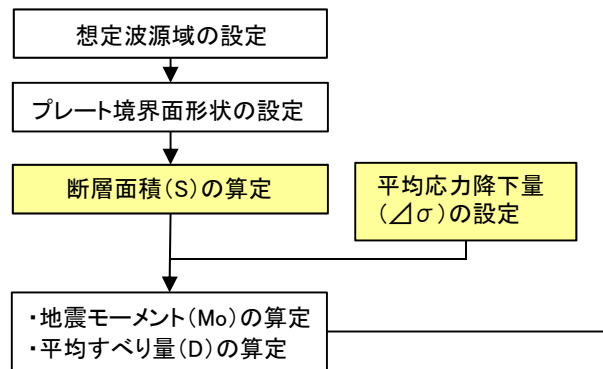 想定波源域の設定
プレート境界面形状の設定
断層面積(S)の算定
平均応力降下量
(⊿σ)の設定
・地震モーメント(Mo)の算定
・平均すべり量(D)の算定